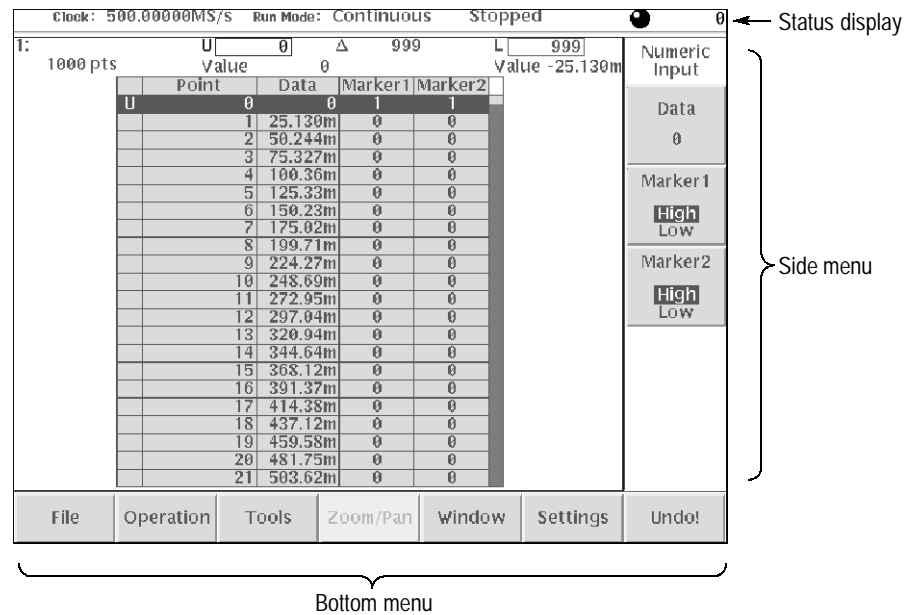 Clock: 500.00000MS/s Run Mode: Continuous Stopped 0
Status display
1: U 0 Δ 999 L 999
1000 pts Value 0 Value -25.130m
Point Data Marker1 Marker2
U 0 0 1 1
1 25.130m 0 0
2 50.244m 0 0
3 75.327m 0 0
4 100.36m 0 0
5 125.33m 0 0
6 150.23m 0 0
7 175.02m 0 0
8 199.71m 0 0
9 224.27m 0 0
10 248.69m 0 0
11 272.95m 0 0
12 297.04m 0 0
13 320.94m 0 0
14 344.64m 0 0
15 368.12m 0 0
16 391.37m 0 0
17 414.38m 0 0
18 437.12m 0 0
19 459.58m 0 0
20 481.75m 0 0
21 503.62m 0 0
Numeric
Input
Data
0
Marker1
High
Low
Marker2
High
Low
Side menu
File Operation Tools Zoom/Pan Window Settings Undo!
Bottom menu